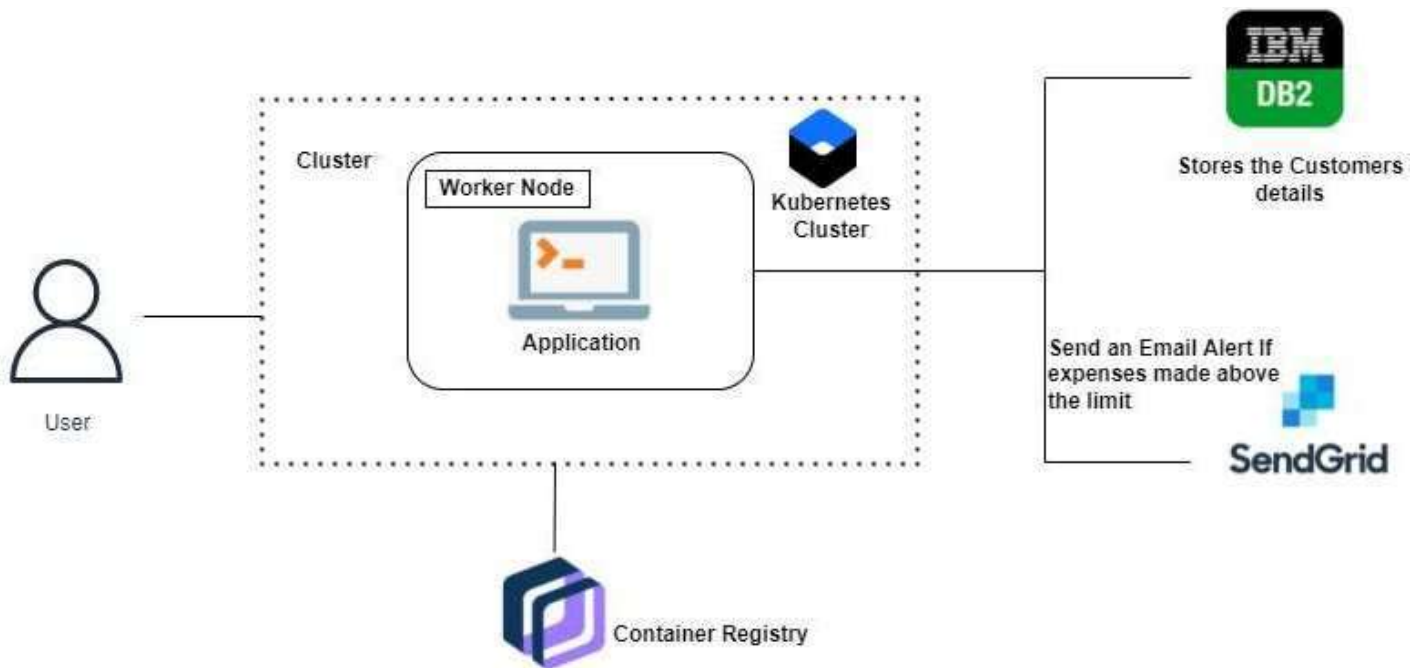 IBM
DB2
Stores the Customers
details
Cluster
Worker Node
Kubernetes
Cluster
Application
User
Send an Email Alert If
expenses made above
the limit
SendGrid
Container Registry